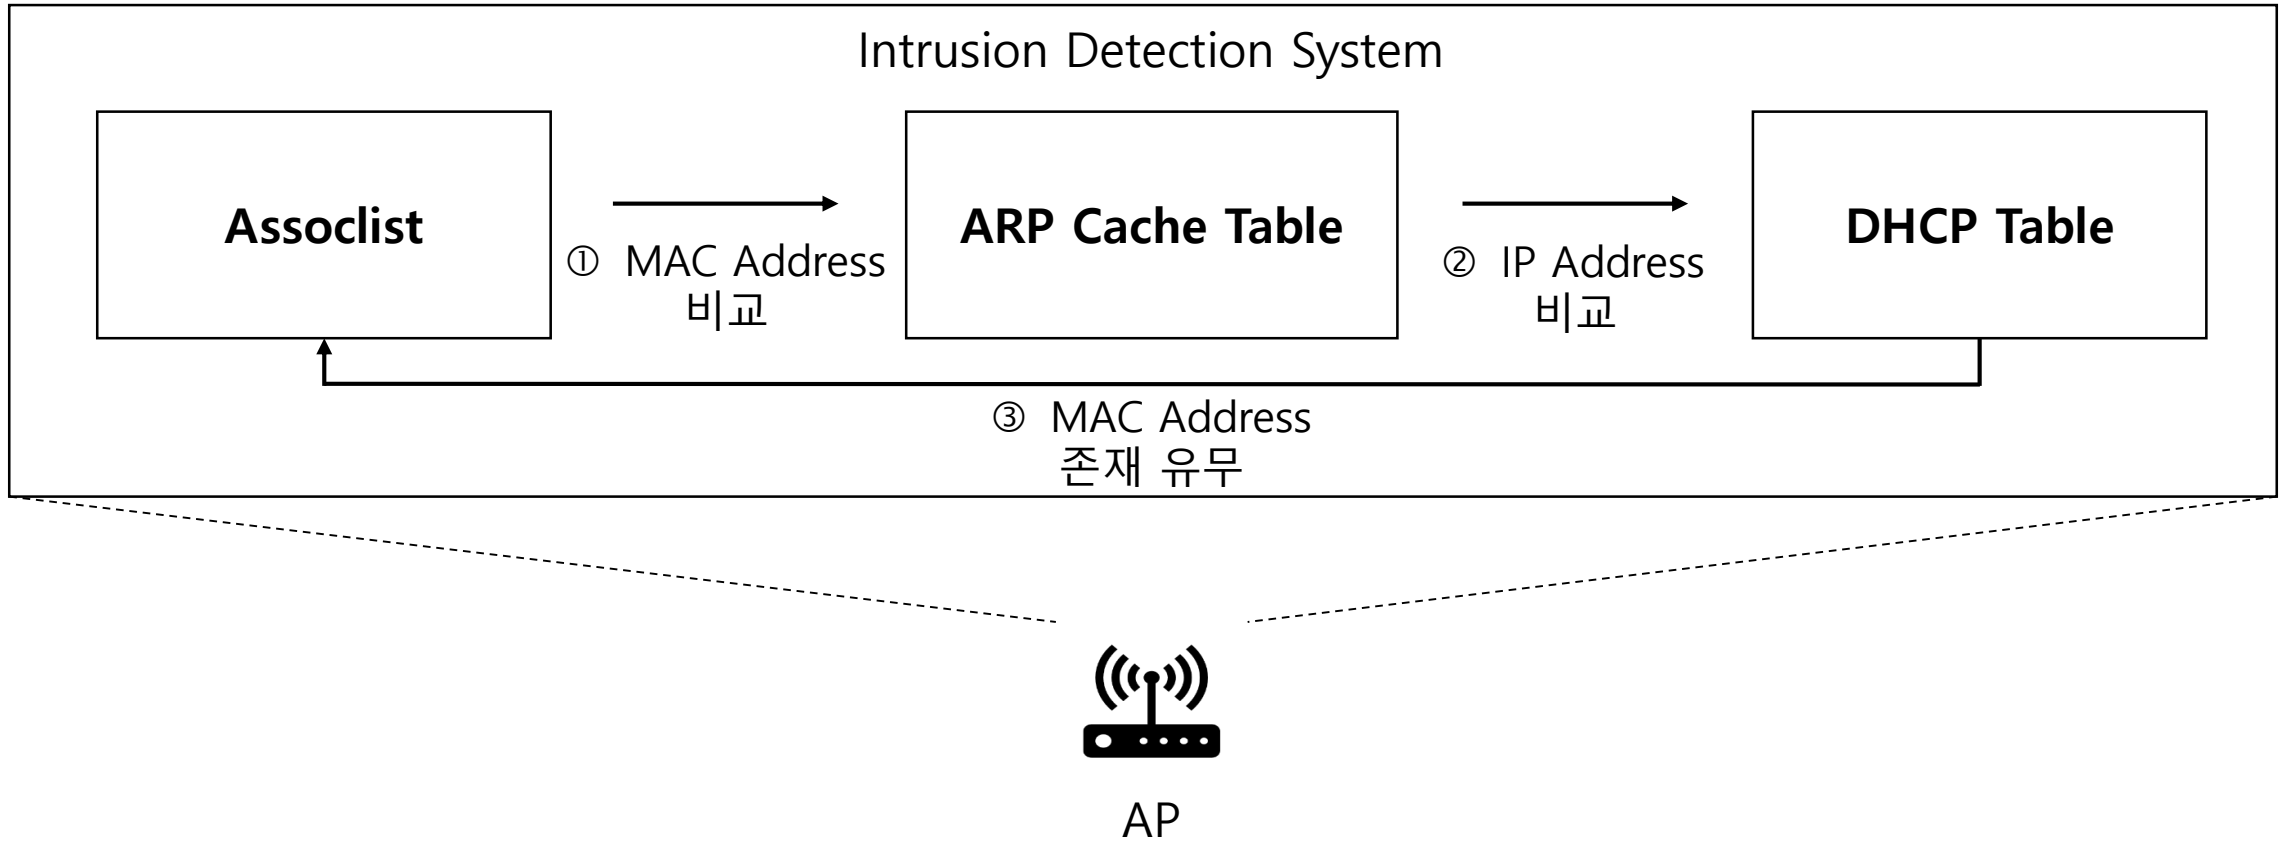 Intrusion Detection System
Assoclist
① MAC Address
비교
ARP Cache Table
② IP Address
비교
DHCP Table
③ MAC Address
존재 유무
AP